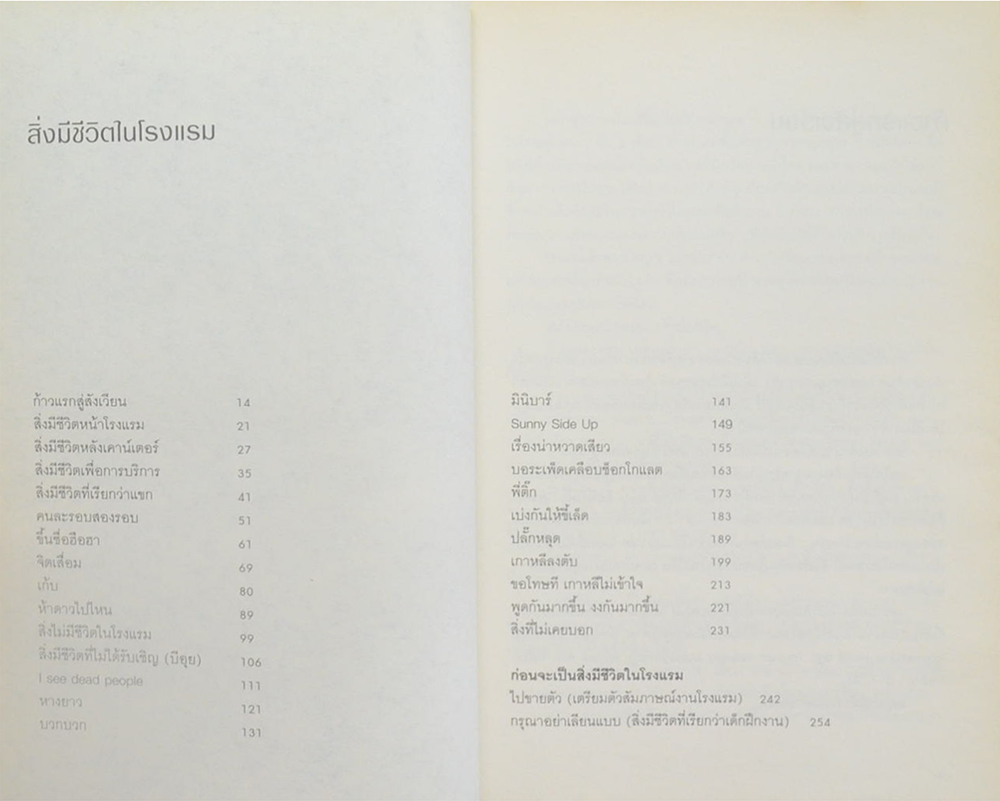 สิ่งมีชีวิตในโรงแรม
ก้าวแรกสู่สังเวียน 14
สิ่งมีชีวิตหน้าโรงแรม 21
สิ่งมีชีวิตหลังเคาน์เตอร์ 27
สิ่งมีชีวิตเพื่อการบริการ 35
สิ่งมีชีวิตที่เรียกว่าแขก 41
คนละรอบสองรอบ 51
ขึ้นชื่อฮือฮา 61
จิตเสื่อม 69
เก้บ 80
ห้าดาวไปไหน 89
สิ่งไม่มีชีวิตในโรงแรม 99
สิ่งมีชีวิตที่ไม่ได้รับเชิญ (บีอุย) 106
I see dead people 111
หางยาว 121
บวกบวก 131
มินิบาร์ 141
Sunny Side Up 149
เรื่องน่าหวาดเสียว 155
บอระเพ็ดเคลือบช็อกโกแลต 163
พี่ติ๊ก 173
เบ่งกันให้ขี้เล็ด 183
ปลั๊กหลุด 189
เกาหลีลงตับ 199
ขอโทษที เกาหลีไม่เข้าใจ 213
พูดกันมากขึ้น งงกันมากขึ้น 221
สิ่งที่ไม่เคยบอก 231
ก่อนจะเป็นสิ่งมีชีวิตในโรงแรม
ไปขายตัว (เตรียมตัวสัมภาษณ์งานโรงแรม) 242
กรุณาอย่าเลียนแบบ (สิ่งมีชีวิตที่เรียกว่าเด็กฝึกงาน) 254